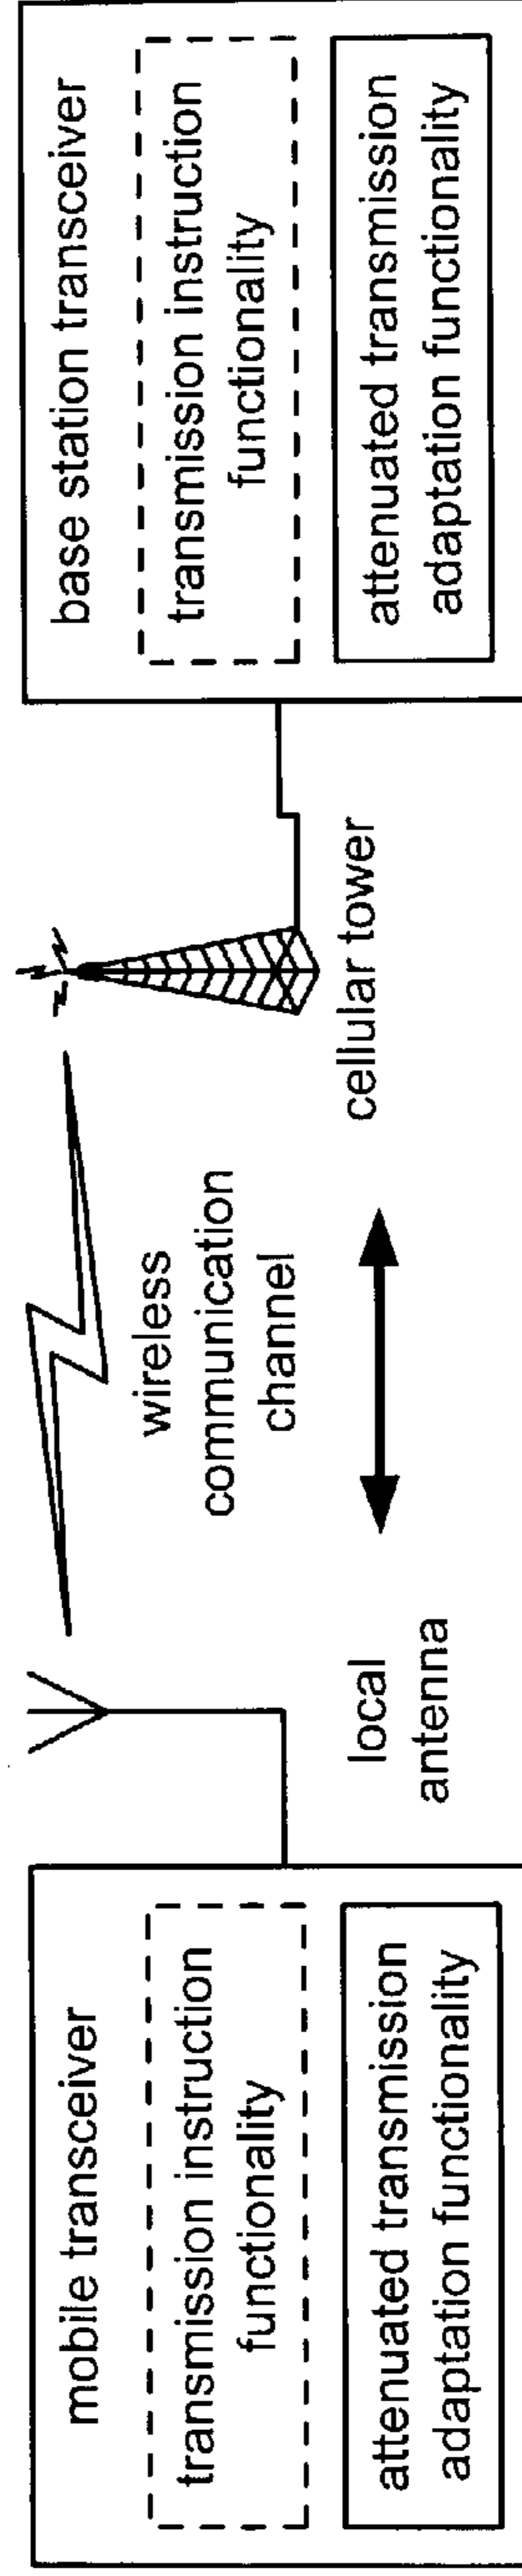 mobile transceiver
transmission instruction
functionality
attenuated transmission
adaptation functionality
local
antenna
wireless
communication
channel
cellular tower
base station transceiver
transmission instruction
functionality
attenuated transmission
adaptation functionality